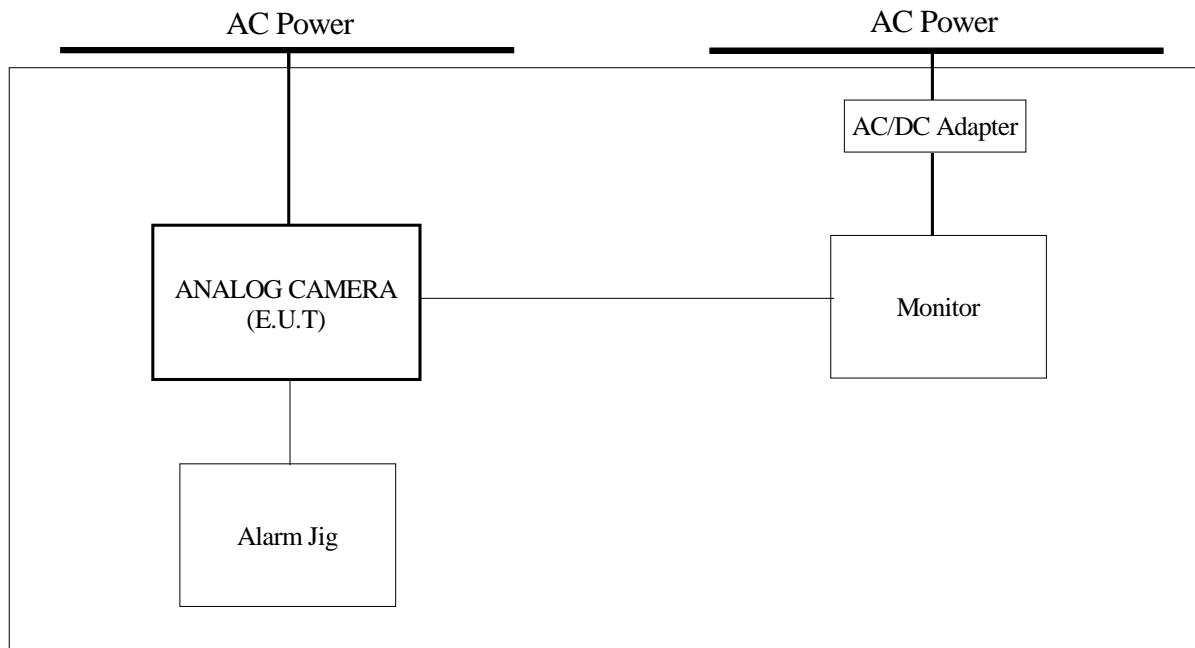 AC Power
AC Power
AC/DC Adapter
ANALOG CAMERA
(E.U.T)
Monitor
Alarm Jig